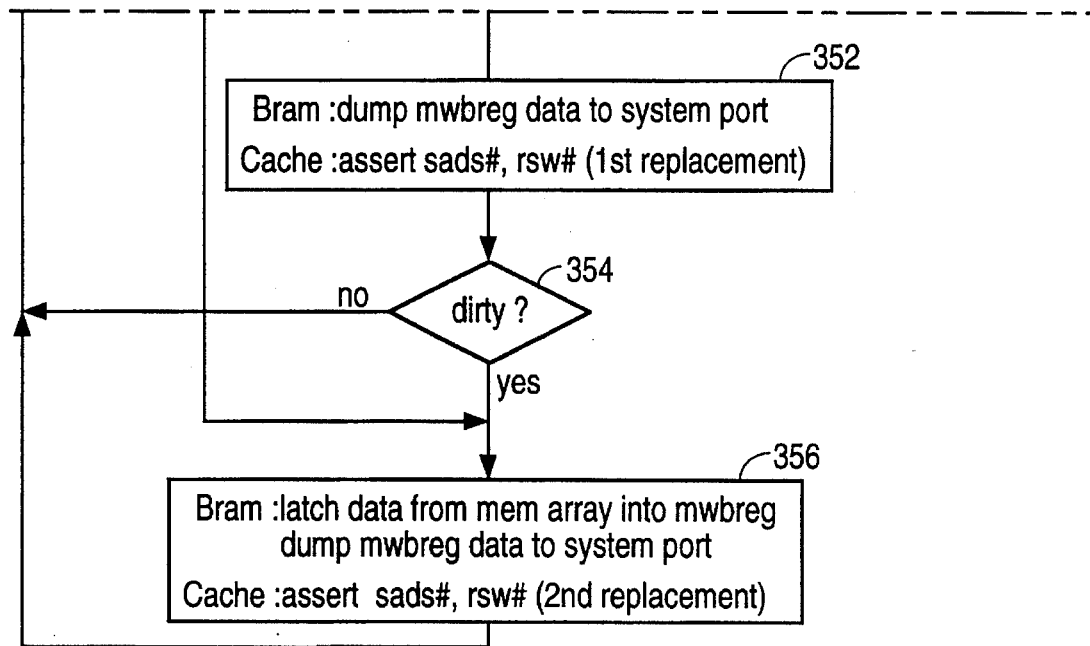 352
Bram :dump mwbreg data to system port
Cache :assert sads#, rsw# (1st replacement)
354
no
dirty ?
yes
356
Bram :latch data from mem array into mwbreg
dump mwbreg data to system port
Cache :assert sads#, rsw# (2nd replacement)